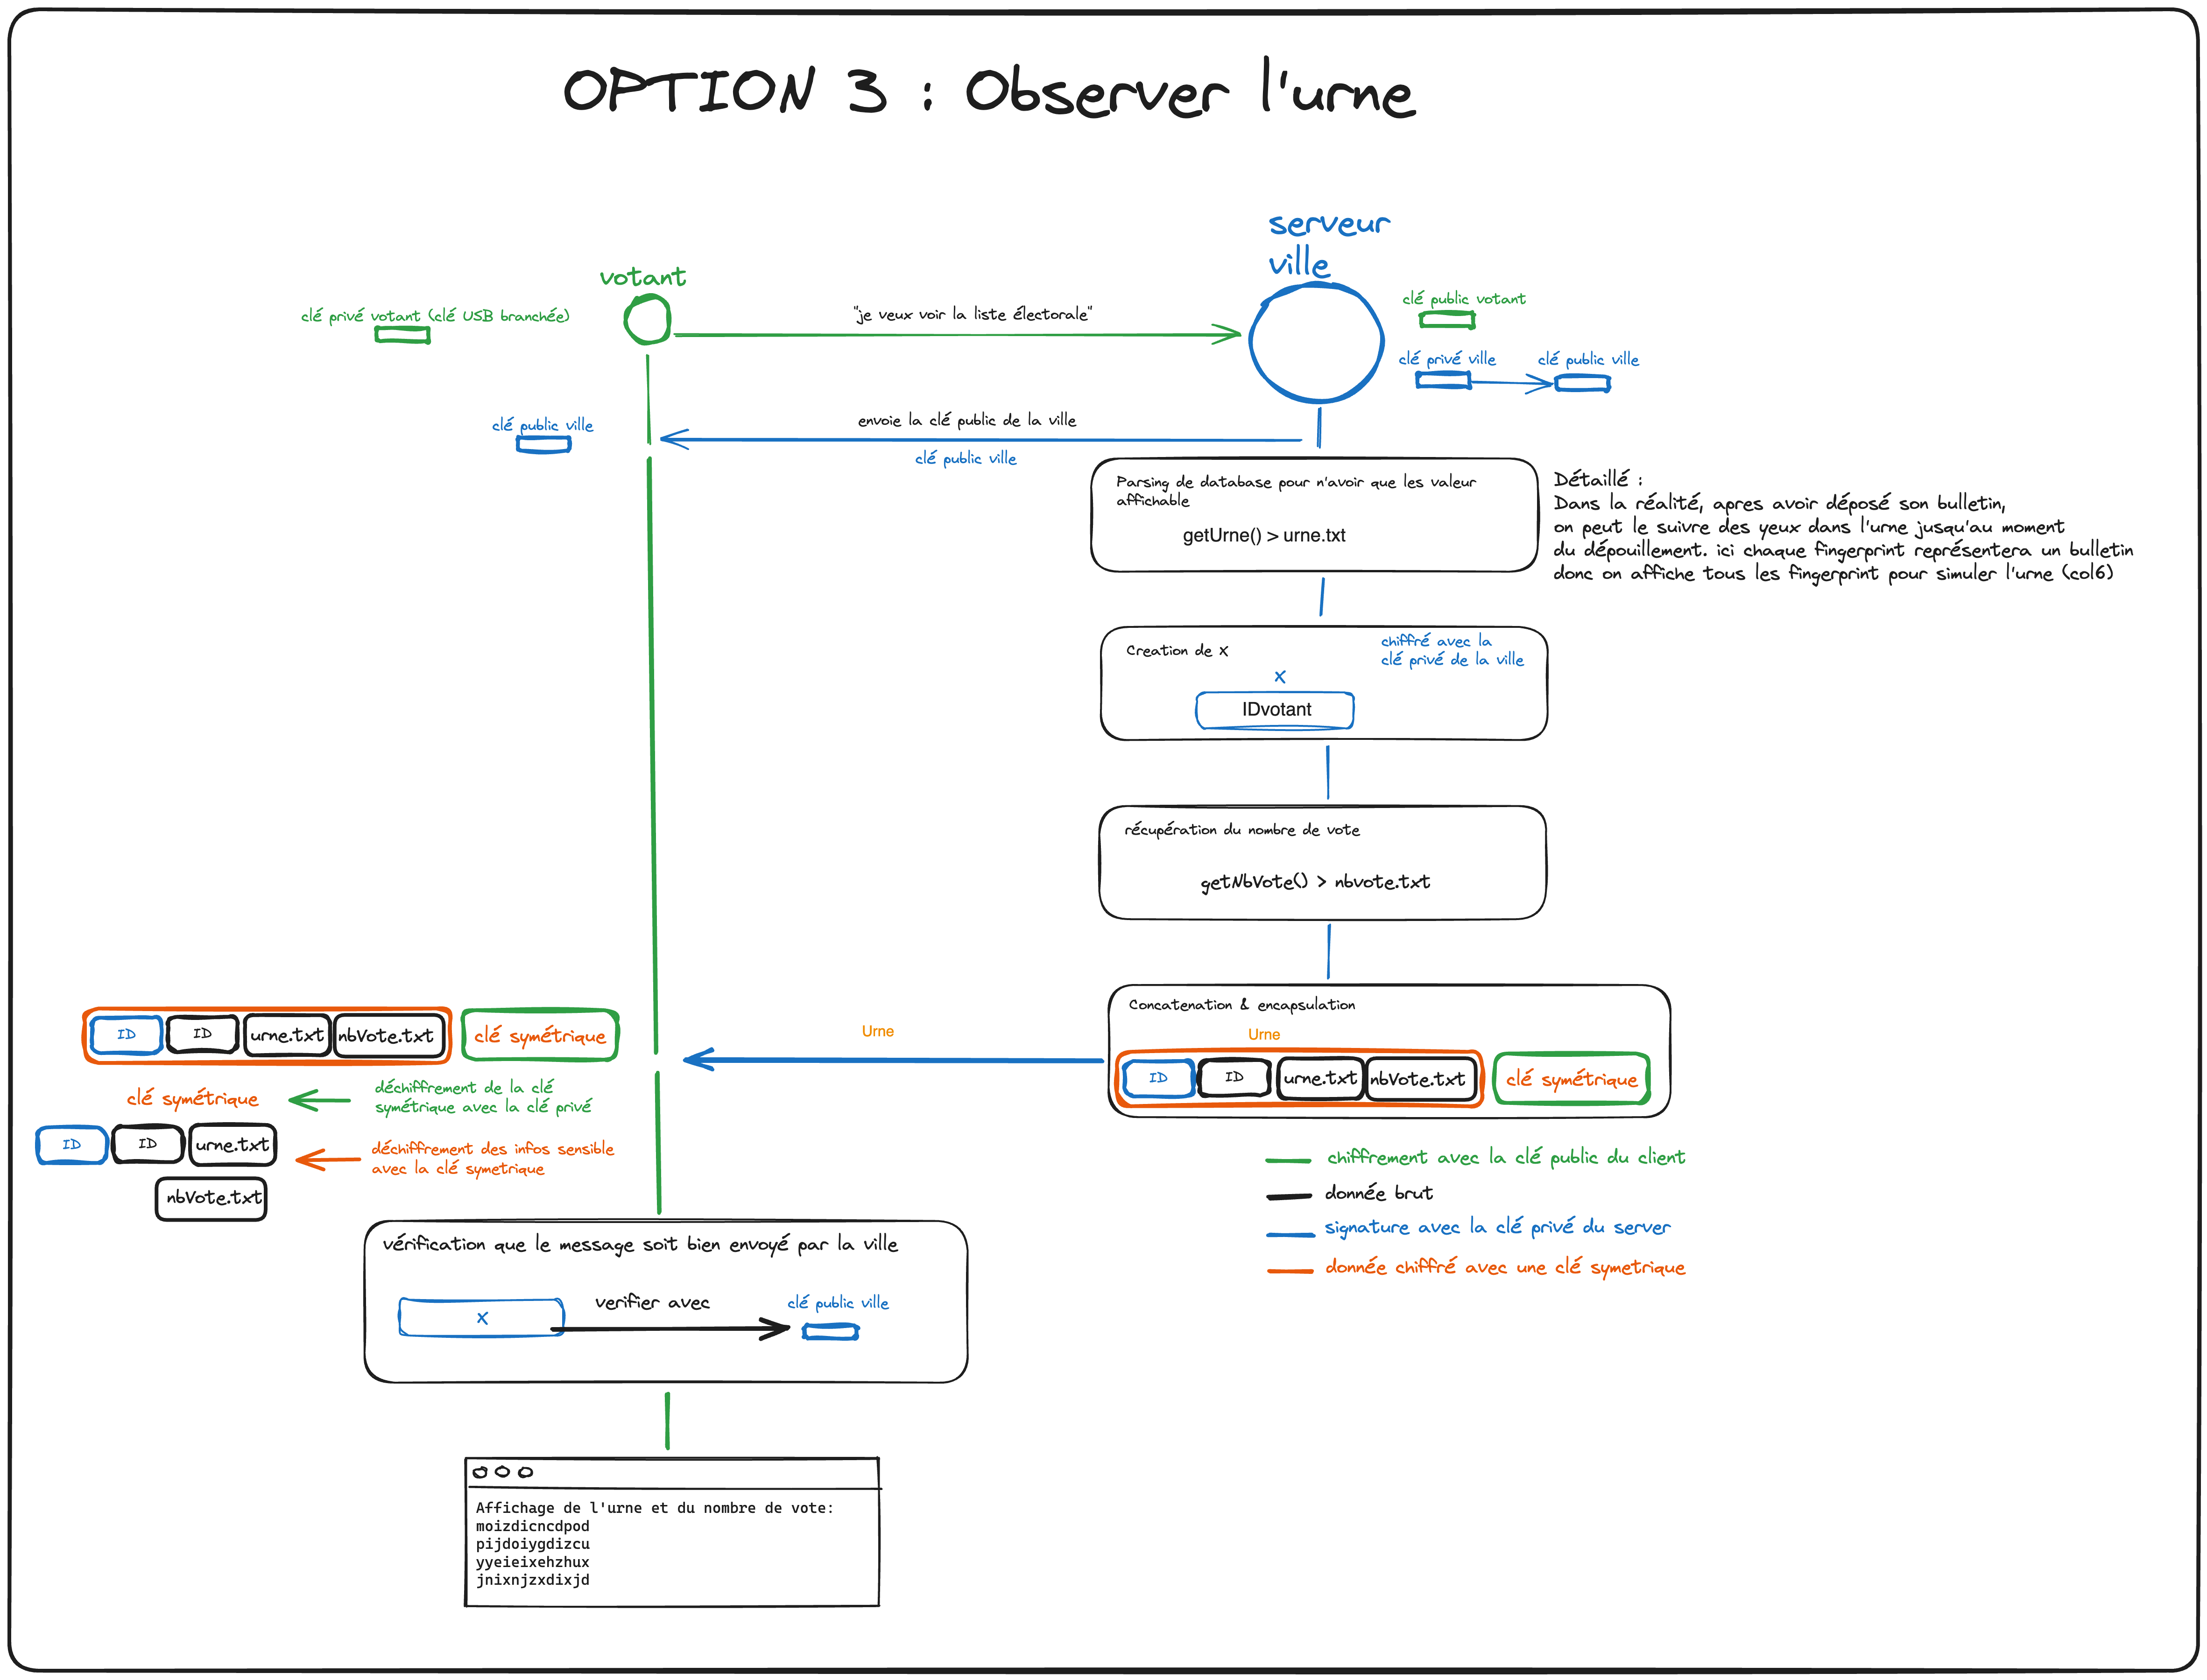 OPTION 3 : Observer l'urne
serveur
ville
votant
clé privé votant (clé USB branchée)
"je veux voir la liste électorale"
clé public votant
clé privé ville
clé public ville
envoie la clé public de la ville
clé public ville
clé public ville
Parsing de database pour n'avoir que les valeur
affichable
getUrne() > urne.txt
Détaillé :
Dans la réalité, apres avoir déposé son bulletin,
on peut le suivre des yeux dans l'urne jusqu'au moment
du dépouillement. ici chaque fingerprint représentera un bulletin
donc on affiche tous les fingerprint pour simuler l'urne (col6)
Creation de X
chiffré avec la
clé privé de la ville
X
IDvotant
récupération du nombre de vote
getNbVote() > nbvote.txt
Concatenation & encapsulation
Urne
ID
ID
urne.txt
nbVote.txt
clé symétrique
Urne
ID
ID
urne.txt
nbVote.txt
clé symétrique
clé symétrique
déchiffrement de la clé
symétrique avec la clé privé
ID
ID
urne.txt
nbVote.txt
déchiffrement des infos sensible
avec la clé symetrique
chiffrement avec la clé public du client
donnée brut
signature avec la clé privé du server
donnée chiffré avec une clé symetrique
vérification que le message soit bien envoyé par la ville
X
verifier avec
clé public ville
Affichage de l'urne et du nombre de vote:
moizdicncdpod
pijdoiygdizcu
yyeieixehzhux
jnixnjzxdixjd